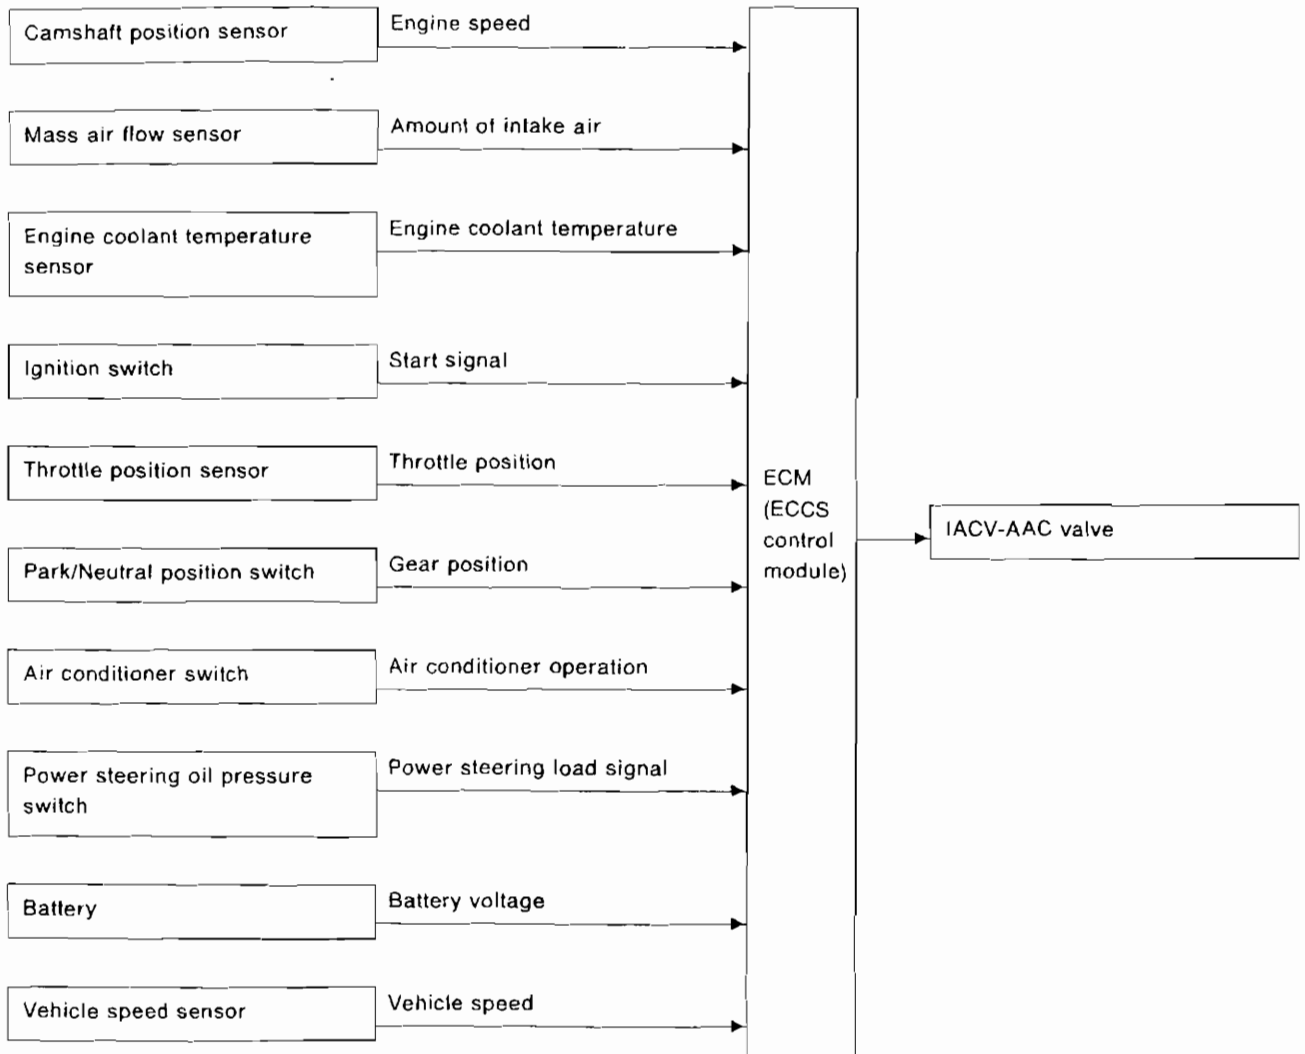 Camshaft position sensor
Engine speed
Mass air flow sensor
Amount of intake air
Engine coolant temperature
sensor
Engine coolant temperature
Ignition switch
Start signal
Throttle position sensor
Throttle position
Park/Neutral position switch
Gear position
Air conditioner switch
Air conditioner operation
Power steering oil pressure
switch
Power steering load signal
Battery
Battery voltage
Vehicle speed sensor
Vehicle speed
ECM
(ECCS
control
module)
IACV-AAC valve